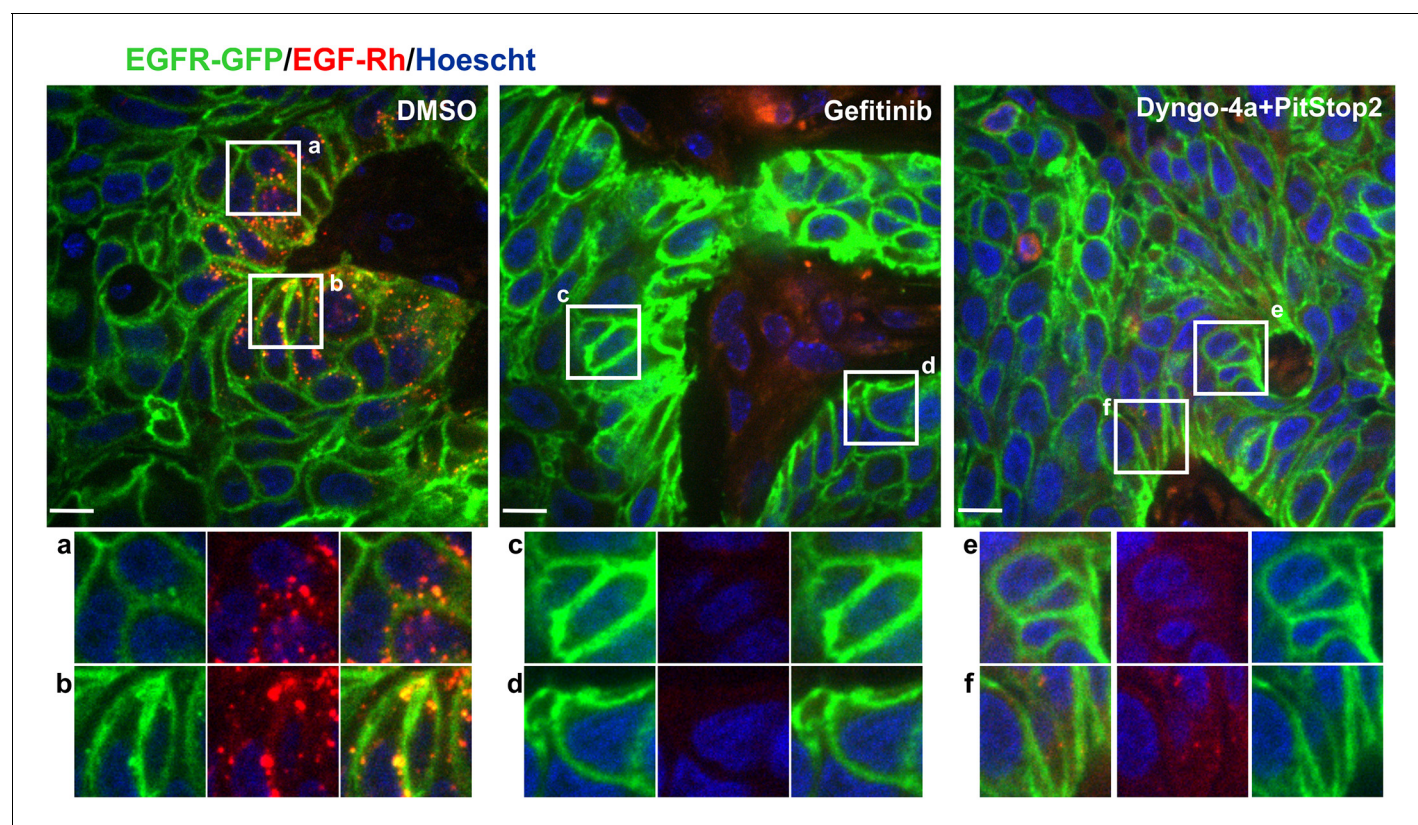 EGFR-GFP/EGF-Rh/Hoescht
DMSO
a
b
Gefitinib
c
d
Dyngo-4a+PitStop2
e
f
a
b
c
d
e
f